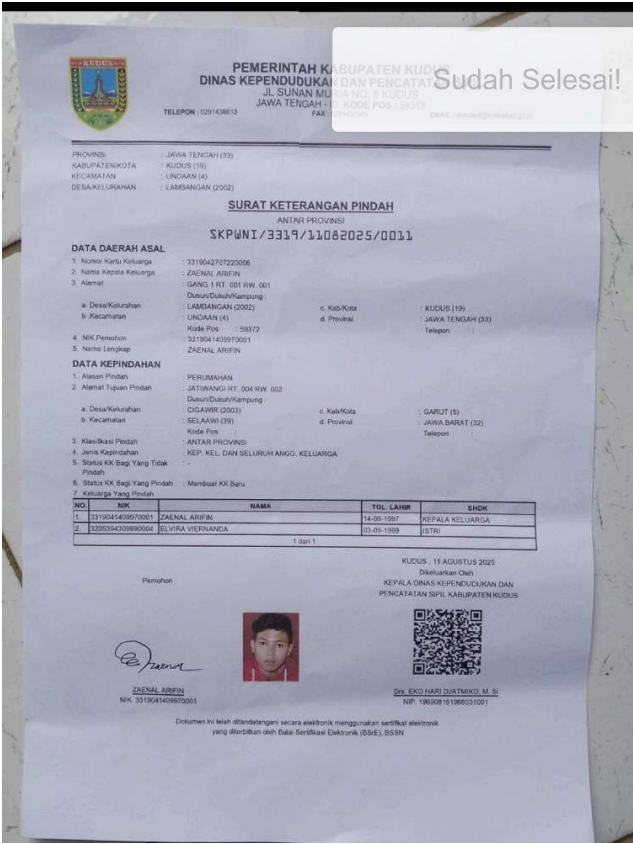 KUDUS
PEMERINTAH KABUPATEN KUDUS
DINAS KEPENDUDUKAN DAN PENCATATAN SIPIL
Sudah Selesai!
JL SUNAN MURIA NO. 8 KUDUS
JAWA TENGAH - ID KODE POS : 59313
TELEPON : 0291438813 FAX :
PROVINSI : JAWA TENGAH (33)
KABUPATEN/KOTA : KUDUS (19)
KECAMATAN : UNDAAN (4)
DESA/KELURAHAN : LAMBANGAN (2002)
SURAT KETERANGAN PINDAH
ANTAR PROVINSI
SKPWNI/3319/11082025/0011
DATA DAERAH ASAL
1. Nomor Kartu Keluarga : 3319042707220006
2. Nama Kepala Keluarga : ZAENAL ARIFIN
3. Alamat : GANG 1 RT. 001 RW. 001
Dusun/Dukuh/Kampung :
a. Desa/Kelurahan : LAMBANGAN (2002) c. Kab/Kota : KUDUS (19)
b. Kecamatan : UNDAAN (4) d. Provinsi : JAWA TENGAH (33)
Kode Pos : 59372 Telepon :
4. NIK Pemohon : 3319041409970001
5. Nama Lengkap : ZAENAL ARIFIN
DATA KEPINDAHAN
1. Alasan Pindah : PERUMAHAN
2. Alamat Tujuan Pindah : JATIWANGI RT. 004 RW. 002
Dusun/Dukuh/Kampung :
a. Desa/Kelurahan : CIGAWIR (2003) c. Kab/Kota : GARUT (5)
b. Kecamatan : SELAAWI (39) d. Provinsi : JAWA BARAT (32)
Kode Pos : Telepon :
3. Klasifikasi Pindah : ANTAR PROVINSI
4. Jenis Kepindahan : KEP. KEL. DAN SELURUH ANGG. KELUARGA
5. Status KK Bagi Yang Tidak : -
Pindah
6. Status KK Bagi Yang Pindah : Membuat KK Baru
7. Keluarga Yang Pindah
NO. NIK NAMA TGL. LAHIR SHDK
1. 3319041409970001 ZAENAL ARIFIN 14-09-1997 KEPALA KELUARGA
2. 3205394309990004 ELVIRA VIERNANDA 03-09-1999 ISTRI
1 dari 1
KUDUS , 11 AGUSTUS 2025
Dikeluarkan Oleh :
Pemohon KEPALA DINAS KEPENDUDUKAN DAN
PENCATATAN SIPIL KABUPATEN KUDUS
Zaenal
ZAENAL ARIFIN Drs. EKO HARI DJATMIKO, M. SI
NIK. 3319041409970001 NIP. 196908161988031001
Dokumen ini telah ditandatangani secara elektronik menggunakan sertifikat elektronik
yang diterbitkan oleh Balai Sertifikasi Elektronik (BSrE), BSSN